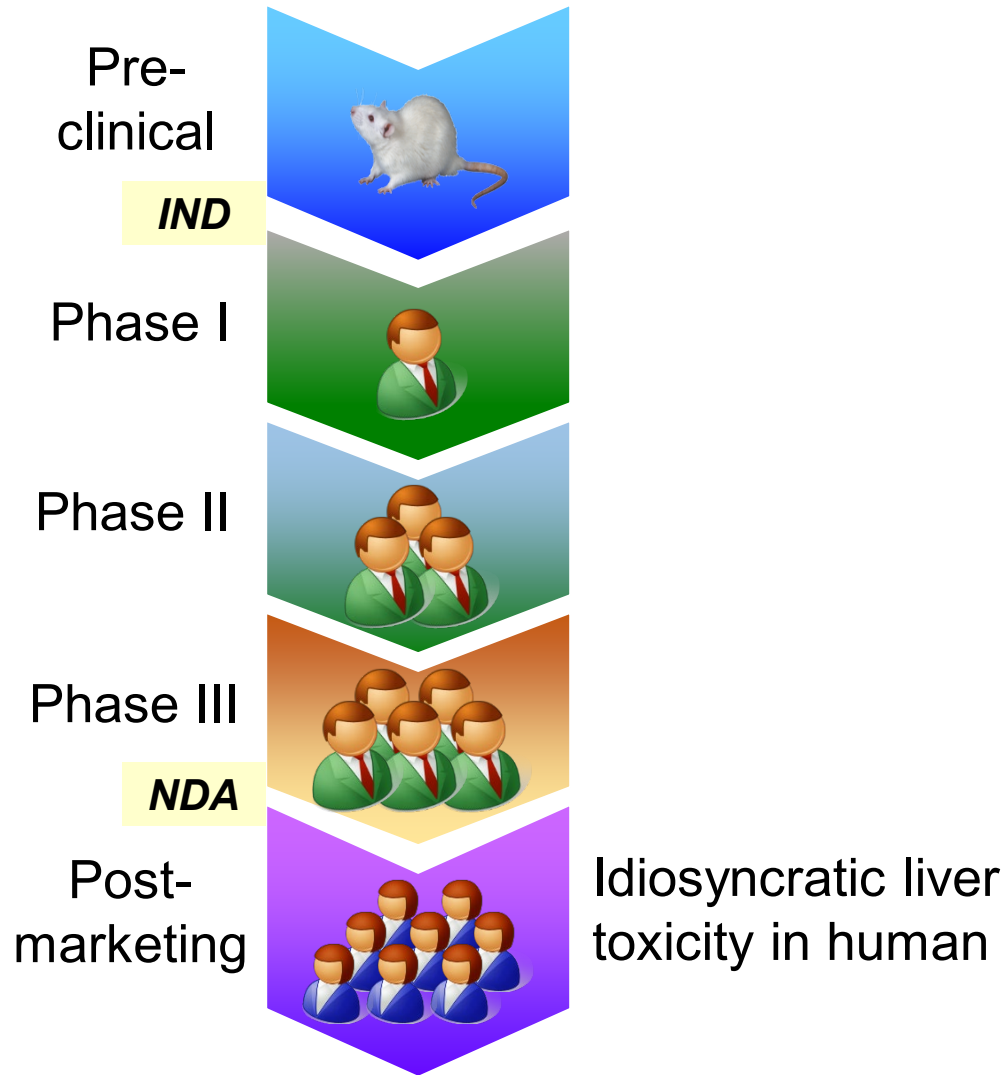 Pre-
clinical
IND
Phase I
Phase II
Phase III
NDA
Post-
marketing
Idiosyncratic liver
toxicity in human